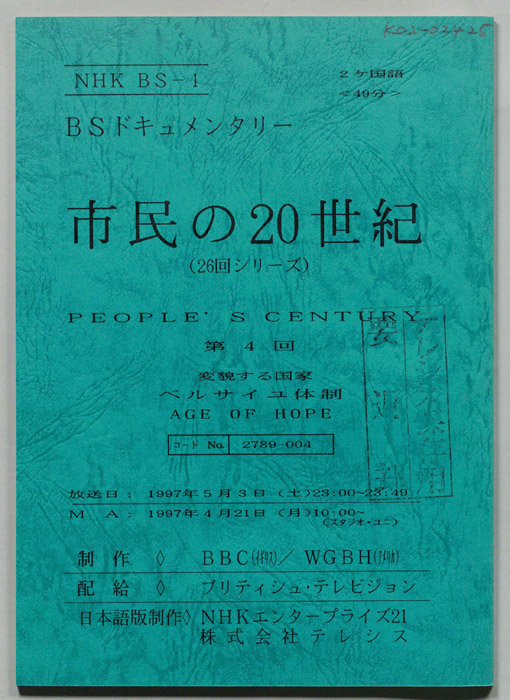 K02-02425
NHK BS-1
2ヶ国語
<49分>
BSドキュメンタリー
市民の20世紀
(26回シリーズ)
PEOPLE'S CENTURY
第4回
変貌する国家
ベルサイユ体制
AGE OF HOPE
コード No. 2789-004
放送日: 1997年5月3日(土)23:00~23:49
MA: 1997年4月21日(月)10:00~
(スタジオ・ユニ)
制作◇ BBC(イギリス)/WGBH(アメリカ)
配給◇ ブリティシュ・テレビジョン
日本語版制作◇NHKエンタープライズ21
株式会社テレシス